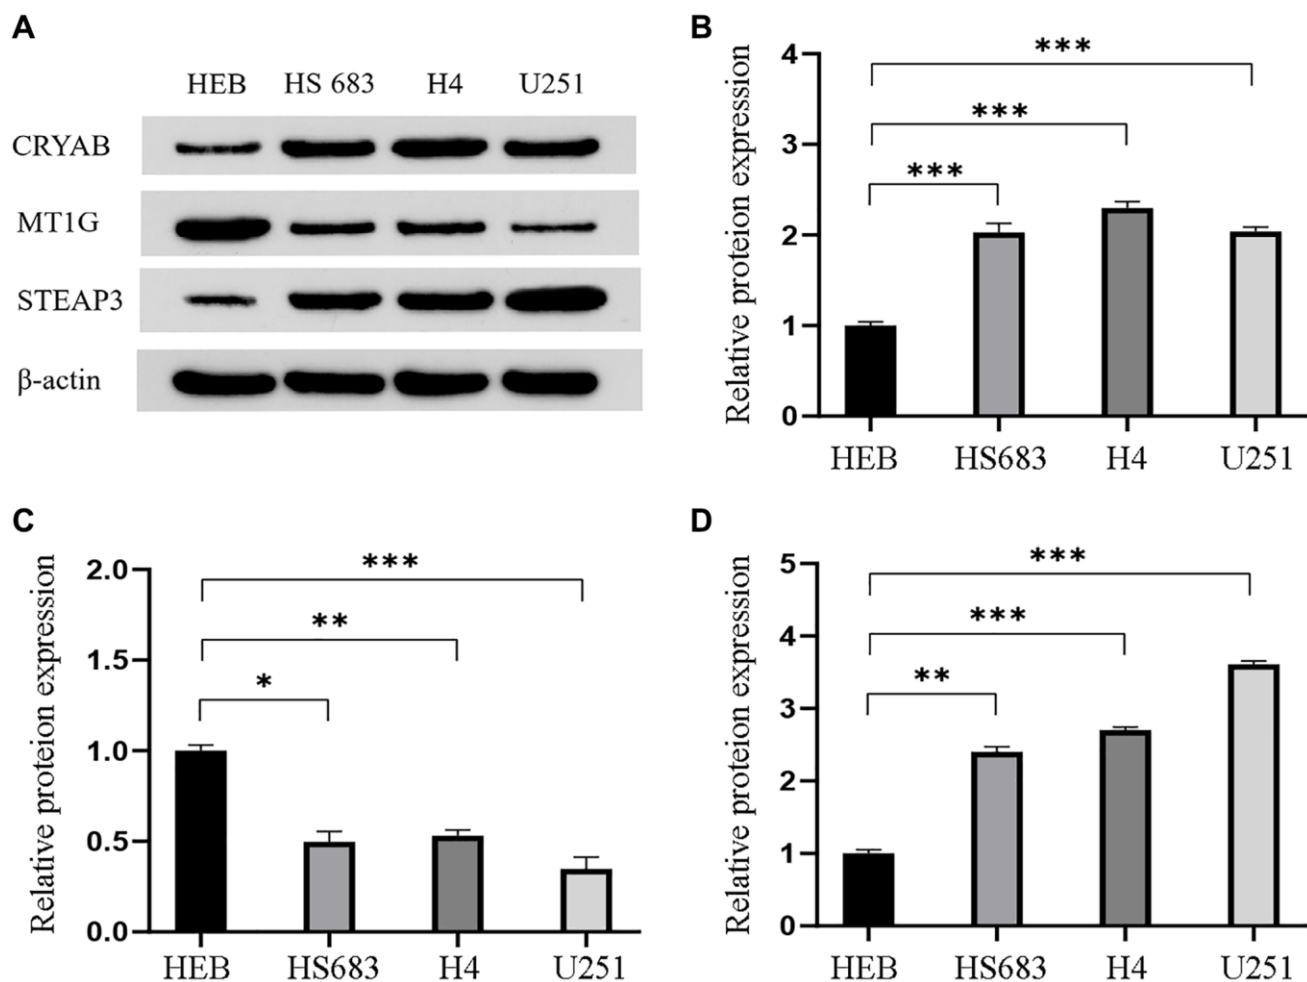 A
HEB HS 683 H4 U251
CRYAB
MT1G
STEAP3
β-actin
B
Relative proteion expression
4
3
2
1
0
***
***
***
HEB HS683 H4 U251
C
Relative proteion expression
2.0
1.5
1.0
0.5
0.0
***
**
*
HEB HS683 H4 U251
D
Relative proteion expression
5
4
3
2
1
0
***
***
**
HEB HS683 H4 U251